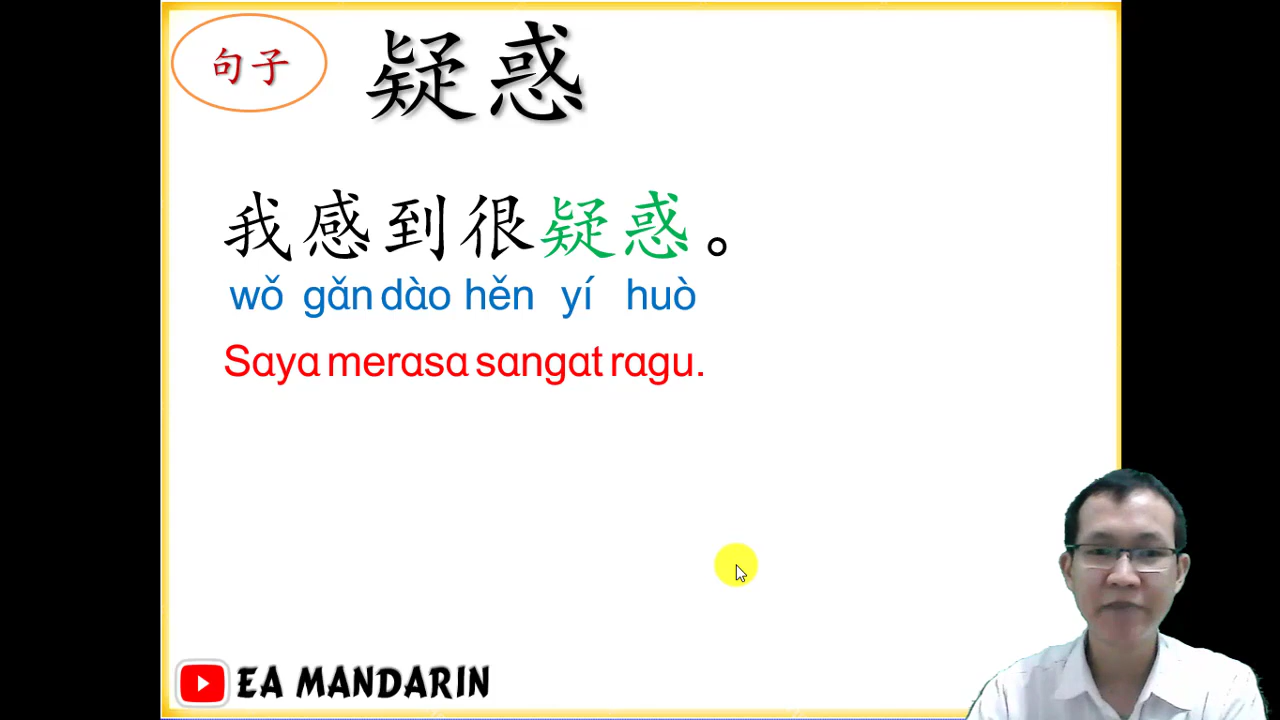 句子
疑惑
我感到很疑惑。
wǒ gǎn dào hěn yí huò
Saya merasa sangat ragu.
EA MANDARIN